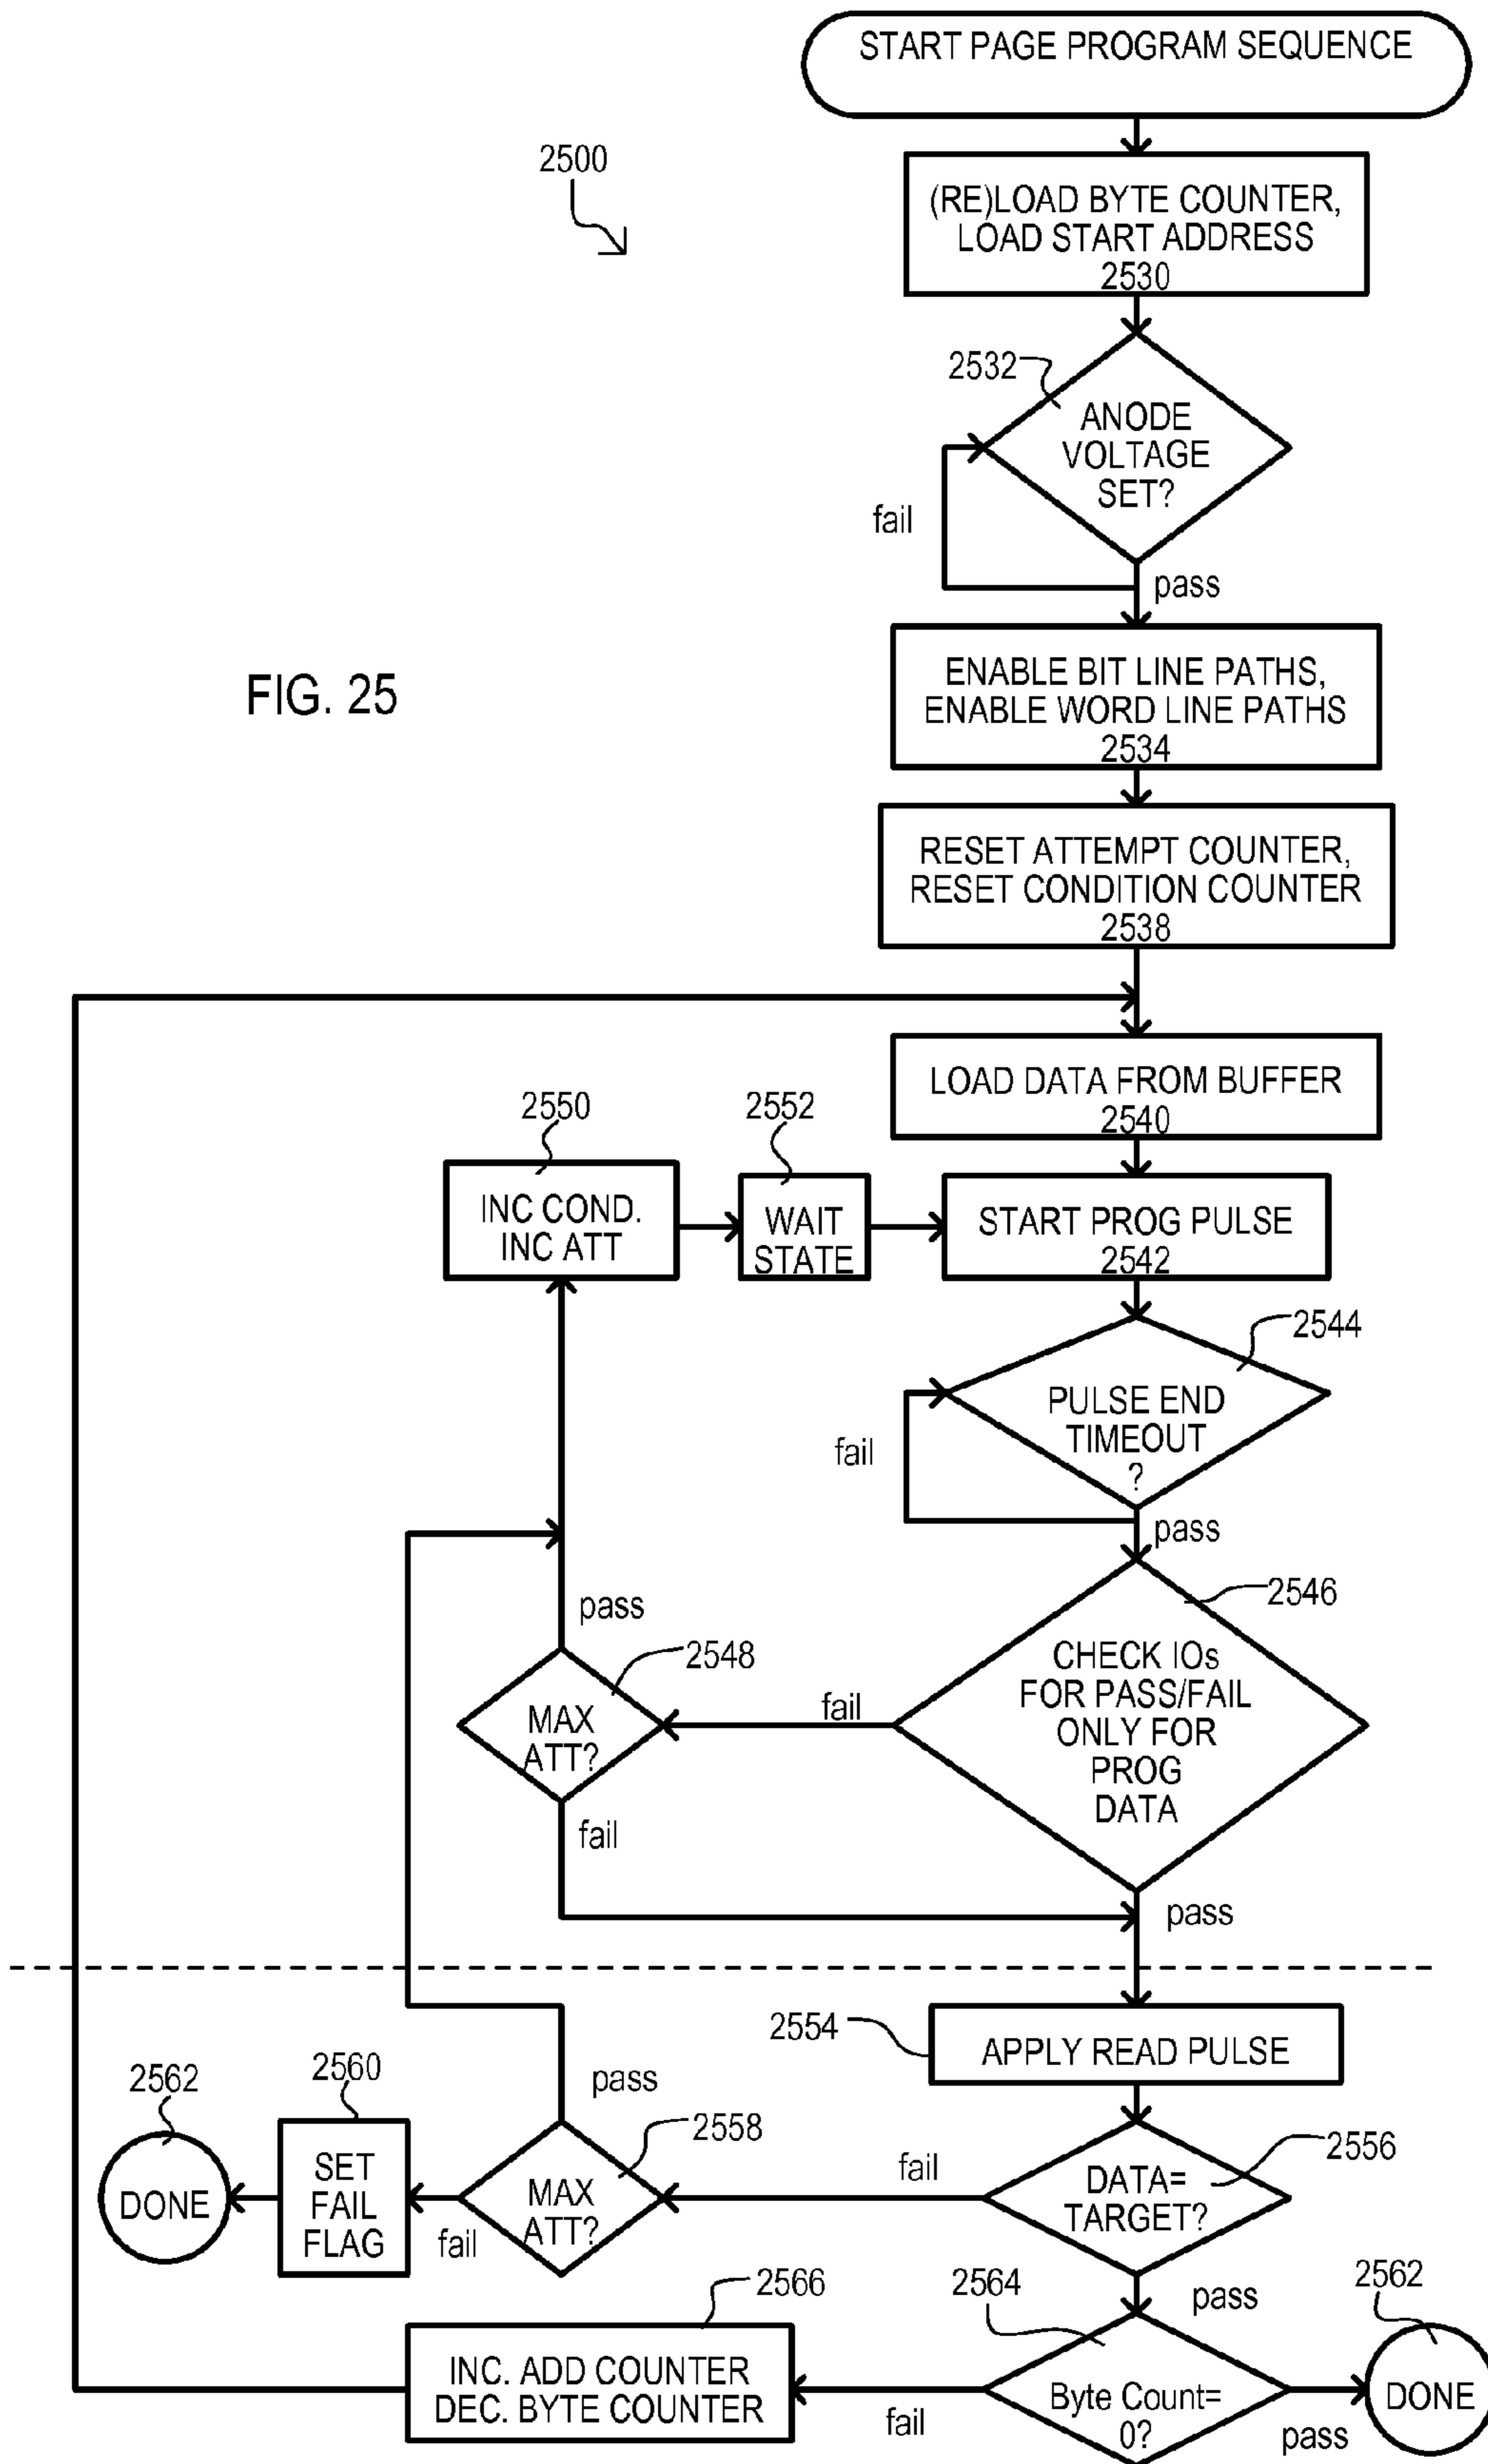 START PAGE PROGRAM SEQUENCE
2500
(RE)LOAD BYTE COUNTER,
LOAD START ADDRESS
2530
2532
ANODE
VOLTAGE
SET?
fail
pass
FIG. 25
ENABLE BIT LINE PATHS,
ENABLE WORD LINE PATHS
2534
RESET ATTEMPT COUNTER,
RESET CONDITION COUNTER
2538
LOAD DATA FROM BUFFER
2540
2550
2552
INC COND.
INC ATT
WAIT
STATE
START PROG PULSE
2542
2544
PULSE END
TIMEOUT
?
fail
pass
2546
CHECK IOs
FOR PASS/FAIL
ONLY FOR
PROG
DATA
pass
2548
fail
MAX
ATT?
fail
pass
2554
APPLY READ PULSE
2562
2560
pass
2558
2556
DONE
SET
FAIL
FLAG
fail
MAX
ATT?
fail
DATA=
TARGET?
2566
2564
pass
2562
INC. ADD COUNTER
DEC. BYTE COUNTER
fail
Byte Count=
0?
pass
DONE